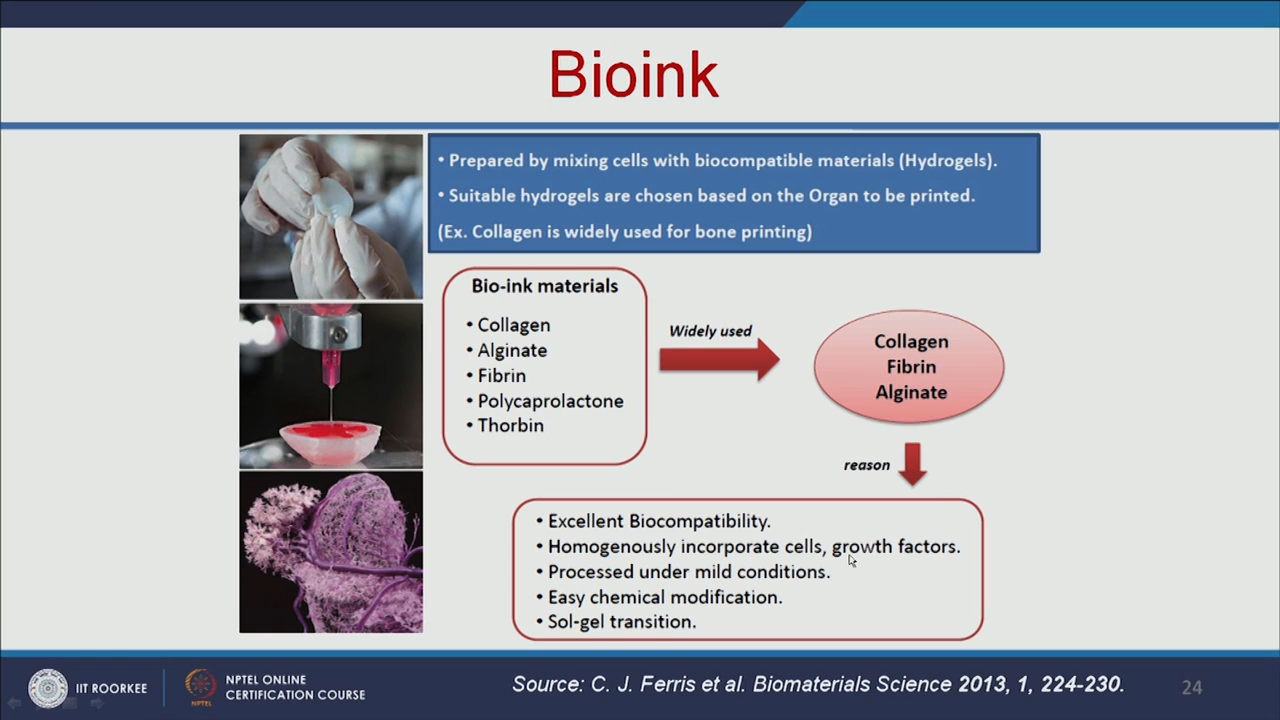 Bioink
• Prepared by mixing cells with biocompatible materials (Hydrogels).
• Suitable hydrogels are chosen based on the Organ to be printed.
(Ex. Collagen is widely used for bone printing)
Bio-ink materials
• Collagen
• Alginate
• Fibrin
• Polycaprolactone
• Thorbin
Widely used
Collagen
Fibrin
Alginate
reason
• Excellent Biocompatibility.
• Homogenously incorporate cells, growth factors.
• Processed under mild conditions.
• Easy chemical modification.
• Sol-gel transition.
IIT ROORKEE
NPTEL
NPTEL ONLINE
CERTIFICATION COURSE
Source: C. J. Ferris et al. Biomaterials Science 2013, 1, 224-230.
24